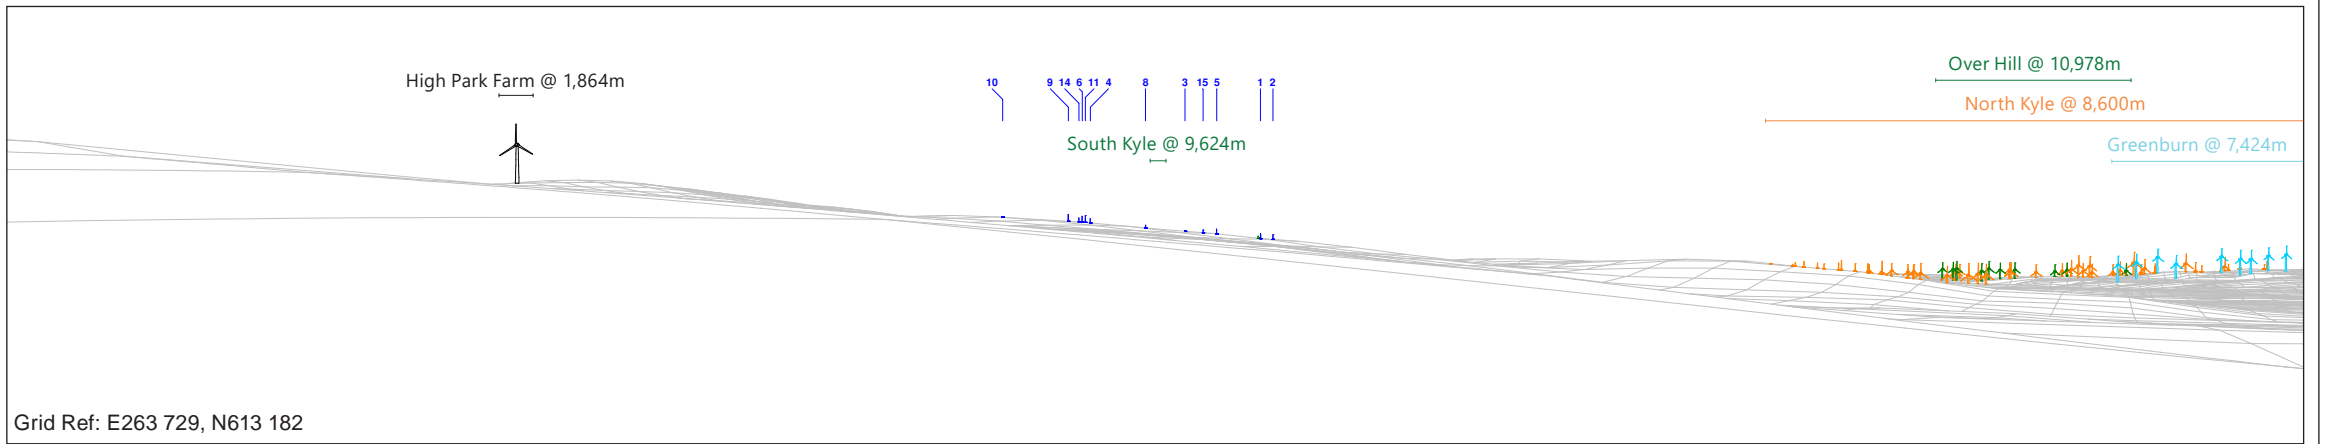 Over Hill @ 10,978m
High Park Farm @ 1,864m
10 9 14 6 11 4 8 3 15 5 1 2
North Kyle @ 8,600m
South Kyle @ 9,624m
Greenburn @ 7,424m
Grid Ref: E263 729, N613 182